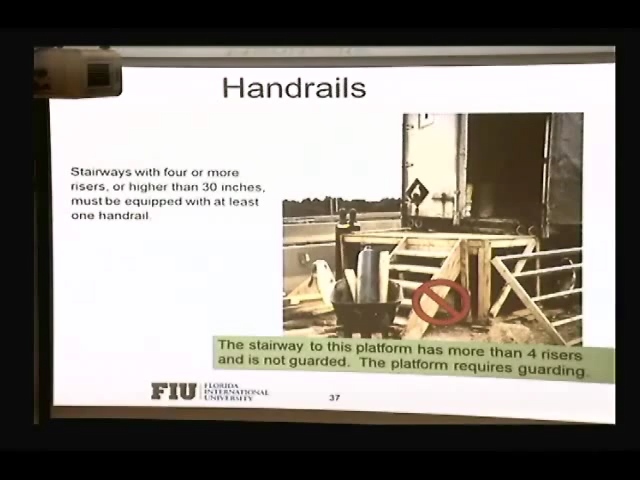 Handrails
Stairways with four or more
risers, or higher than 30 inches,
must be equipped with at least
one handrail.
The stairway to this platform has more than 4 risers
and is not guarded. The platform requires guarding.
FIU FLORIDA
INTERNATIONAL
UNIVERSITY
37